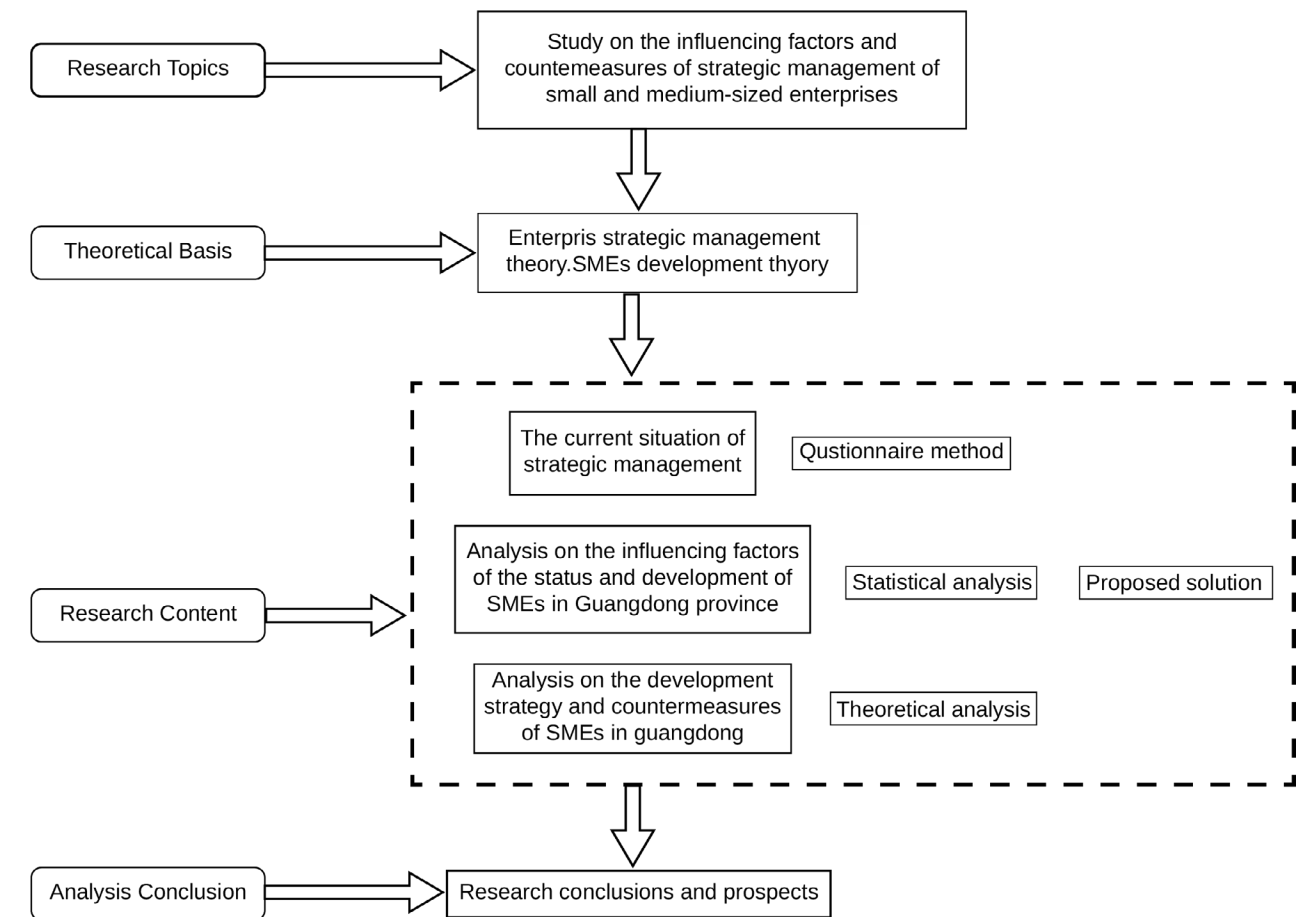 Research Topics
Study on the influencing factors and
countemeasures of strategic management of
small and medium-sized enterprises
Theoretical Basis
Enterpris strategic management
theory.SMEs development thyory
The current situation of
strategic management
Qustionnaire method
Analysis on the influencing factors
of the status and development of
SMEs in Guangdong province
Statistical analysis
Proposed solution
Research Content
Analysis on the development
strategy and countermeasures
of SMEs in guangdong
Theoretical analysis
Analysis Conclusion
Research conclusions and prospects